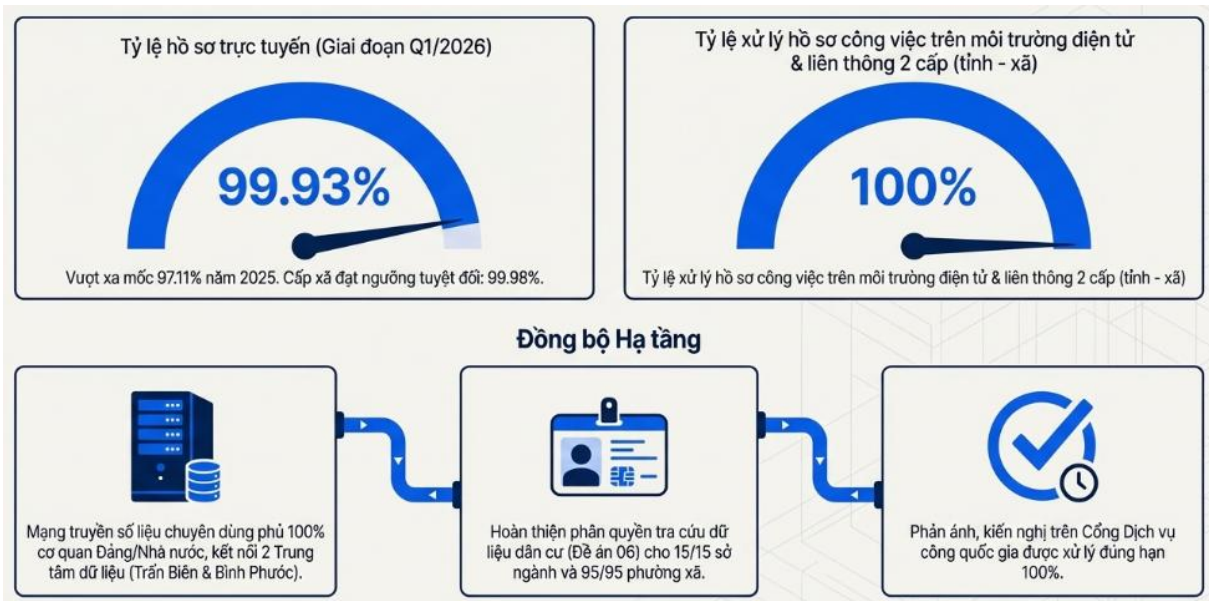 Tỷ lệ hồ sơ trực tuyến (Giai đoạn Q1/2026)
99.93%
Vượt xa mốc 97.11% năm 2025. Cấp xã đạt ngưỡng tuyệt đối: 99.98%.
Tỷ lệ xử lý hồ sơ công việc trên môi trường điện tử
& liên thông 2 cấp (tỉnh - xã)
100%
Tỷ lệ xử lý hồ sơ công việc trên môi trường điện tử & liên thông 2 cấp (tỉnh - xã)
Đồng bộ Hạ tầng
Mạng truyền số liệu chuyên dùng phủ 100%
cơ quan Đảng/Nhà nước, kết nối 2 Trung
tâm dữ liệu (Trấn Biên & Bình Phước).
Hoàn thiện phân quyền tra cứu dữ
liệu dân cư (Đề án 06) cho 15/15 sở
ngành và 95/95 phường xã.
Phản ánh, kiến nghị trên Cổng Dịch vụ
công quốc gia được xử lý đúng hạn
100%.